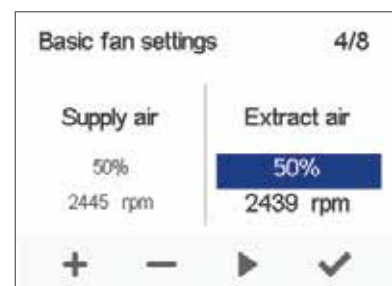 Basic fan settings 4/8
Supply air Extract air
50% 50%
2445 rpm 2439 rpm